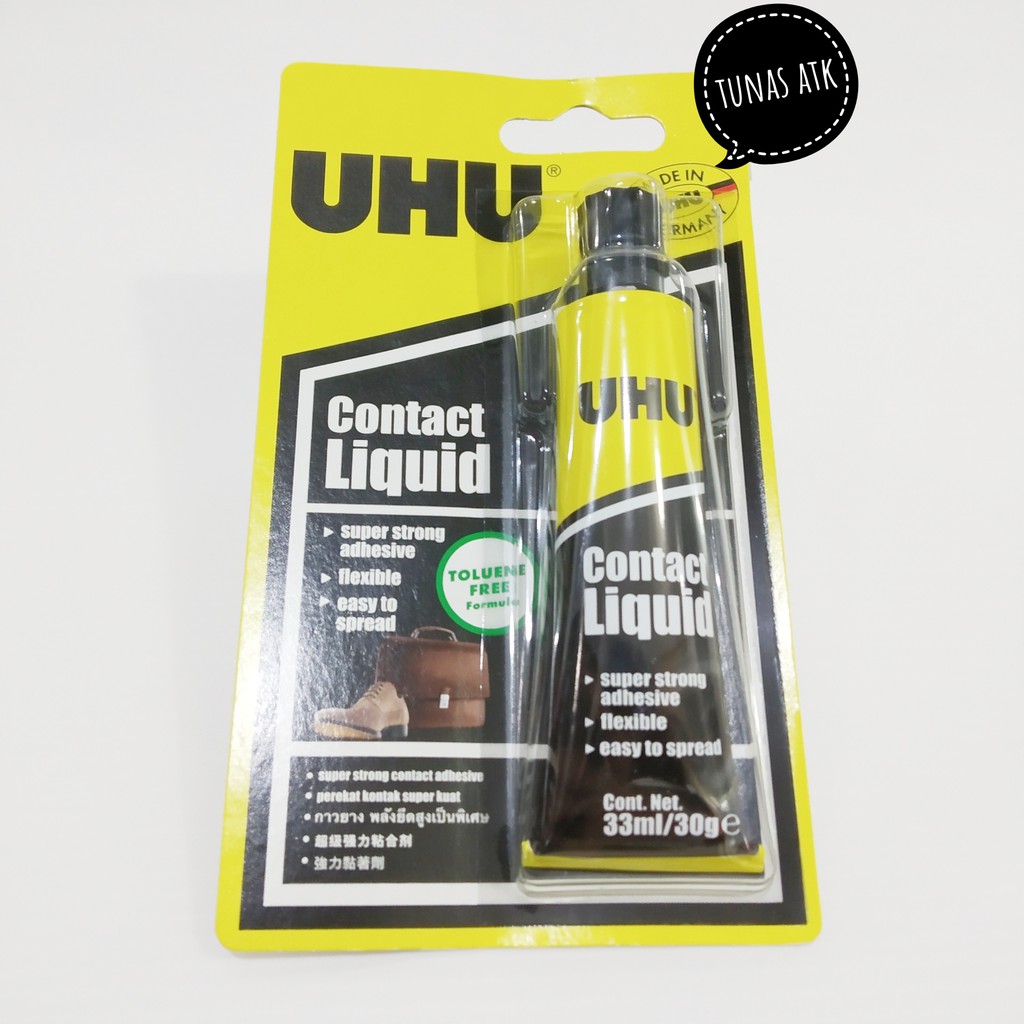 TUNAS ATK
UHU®
DE IN
UHU
ERMAN
Contact
Liquid
super strong
adhesive
flexible
easy to
spread
TOLUENE
FREE
Formula
super strong contact adhesive
perekat kontak super kuat
กาวยาง พลังยึดสูงเป็นพิเศษ
超级强力粘合剂
強力黏著劑
UHU
Contact
Liquid
super strong
adhesive
flexible
easy to spread
Cont. Net.
33ml/30g℮